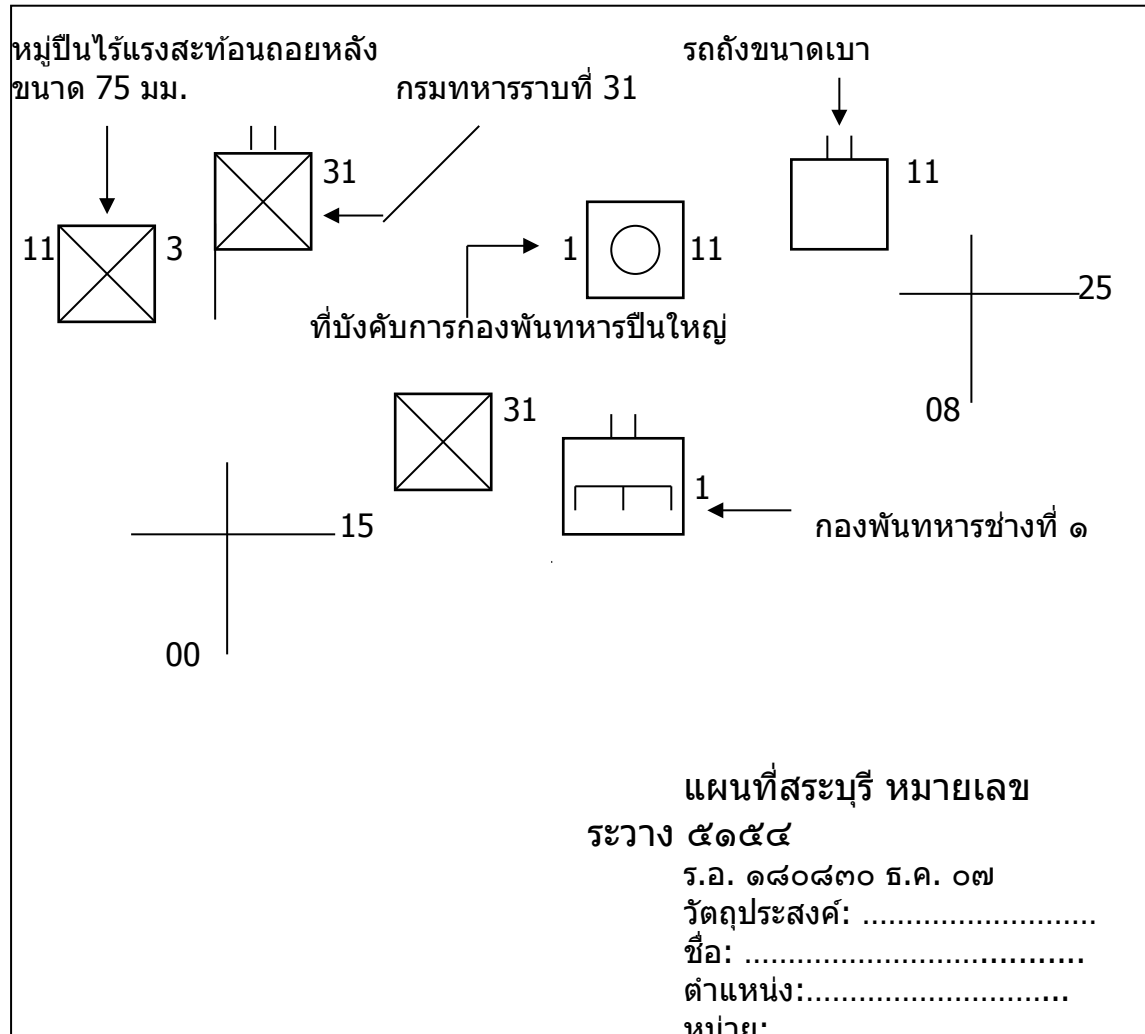 หมู่ปืนไร้แรงสะท้อนถอยหลัง
ขนาด 75 มม.
กรมทหารราบที่ 31
รถถังขนาดเบา
31
11
11
3
1
11
25
ที่บังคับการกองพันทหารปืนใหญ่
31
08
1
15
กองพันทหารช่างที่ ๑
00
แผนที่สระบุรี หมายเลข
ระวาง ๕๑๕๔
ร.อ. ๑๘๐๘๓๐ ธ.ค. ๐๗
วัตถุประสงค์: ...........................
ชื่อ: .......................................
ตำแหน่ง:..............................
หน่วย: